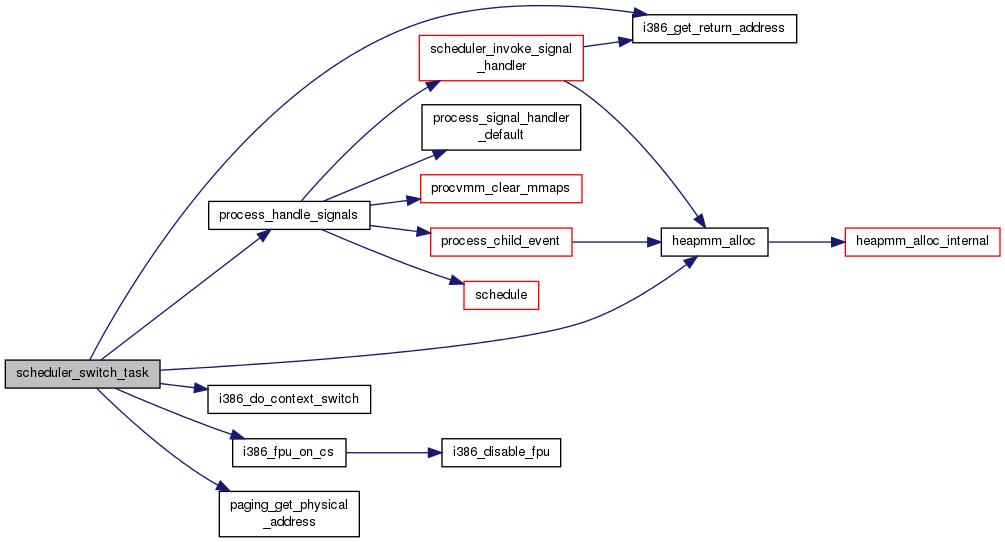 i386_get_return_address
scheduler_invoke_signal
_handler
process_signal_handler
_default
procvmm_clear_mmaps
process_handle_signals
process_child_event
heapmm_alloc
heapmm_alloc_internal
schedule
scheduler_switch_task
i386_do_context_switch
i386_fpu_on_cs
i386_disable_fpu
paging_get_physical
_address